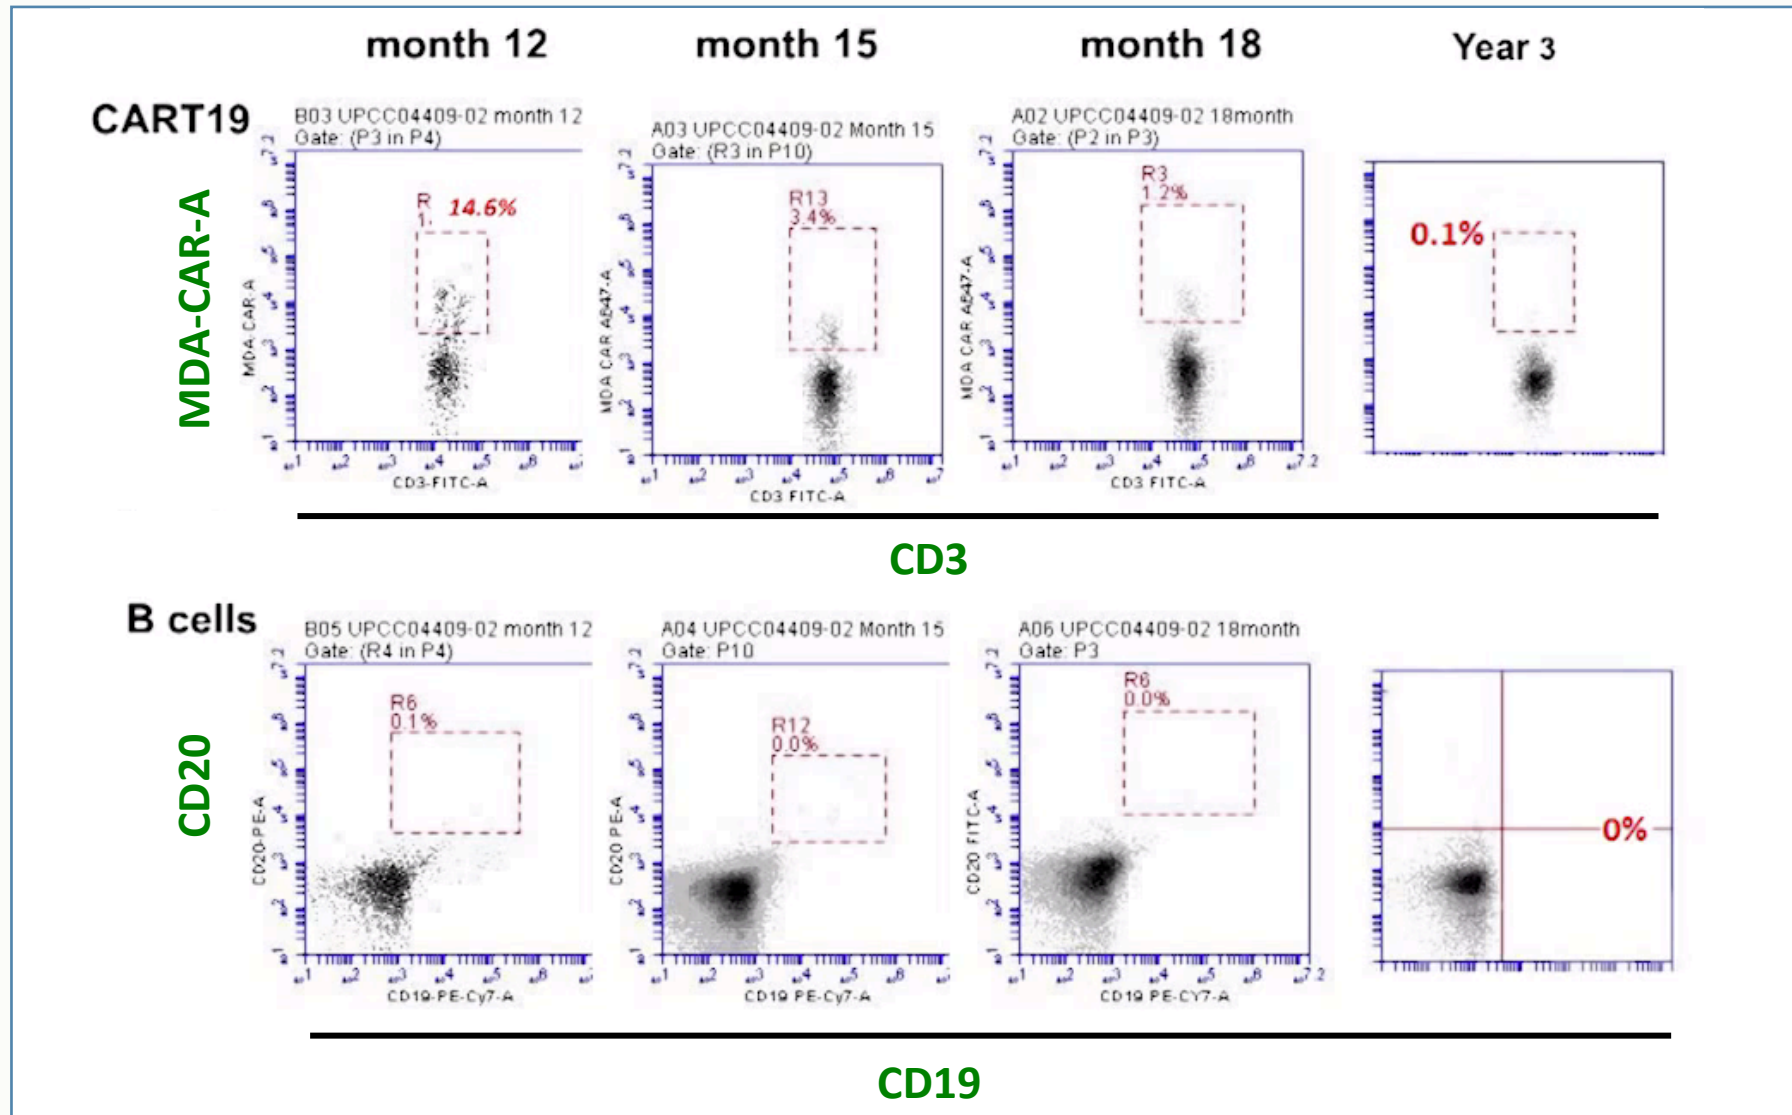 month 12
month 15
month 18
Year 3
CART19
B03 UPCC04409-02 month 12
Gate: (P3 in P4)
A03 UPCC04409-02 Month 15
Gate: (R3 in P10)
A02 UPCC04409-02 18month
Gate: (P2 in P3)
MDA-CAR-A
R
1.
14.6%
R13
3.4%
R3
1.2%
0.1%
MDA-CAR-A
MDA CAR A647-A
MDA CAR A647-A
CD3-FITC-A
CD3 FITC-A
CD3 FITC-A
CD3
B cells
B05 UPCC04409-02 month 12
Gate: (R4 in P4)
A04 UPCC04409-02 Month 15
Gate: P10
A06 UPCC04409-02 18month
Gate: P3
CD20
R6
0.1%
R12
0.0%
R6
0.0%
0%
CD20-PE-A
CD20 PE-A
CD20 FITC-A
CD19-PE-Cy7-A
CD19 PE-Cy7-A
CD19 PE-CY7-A
CD19